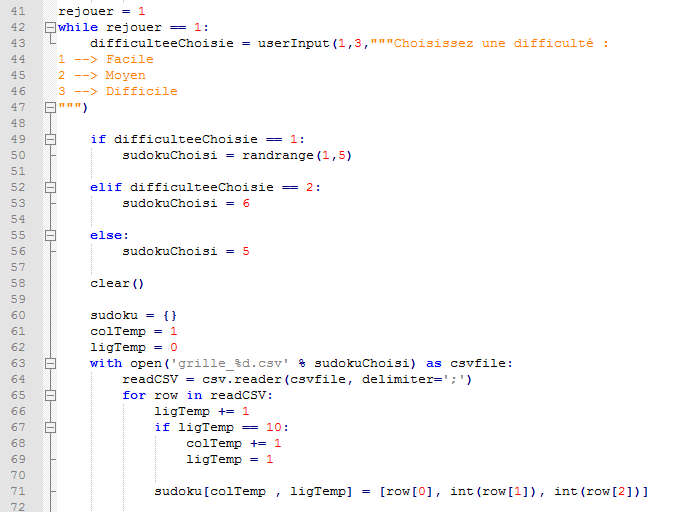 41 rejouer = 1
42 while rejouer == 1:
43     difficulteeChoisie = userInput(1,3,"""Choisissez une difficulté :
44 1 --> Facile
45 2 --> Moyen
46 3 --> Difficile
47 """)
48
49     if difficulteeChoisie == 1:
50         sudokuChoisi = randrange(1,5)
51
52     elif difficulteeChoisie == 2:
53         sudokuChoisi = 6
54
55     else:
56         sudokuChoisi = 5
57
58     clear()
59
60     sudoku = {}
61     colTemp = 1
62     ligTemp = 0
63     with open('grille_%d.csv' % sudokuChoisi) as csvfile:
64         readCSV = csv.reader(csvfile, delimiter=';')
65         for row in readCSV:
66             ligTemp += 1
67             if ligTemp == 10:
68                 colTemp += 1
69                 ligTemp = 1
70
71             sudoku[colTemp , ligTemp] = [row[0], int(row[1]), int(row[2])]
72